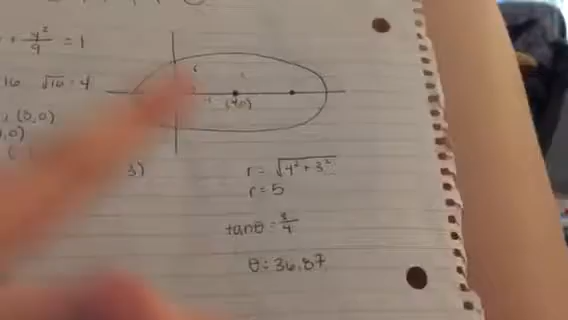 + y²/9 = 1
16 √16 = 4
(0,0)
,0)
(4,0)
3)
r = √4² + 3²
r = 5
tanθ = 3/4
θ = 36.87